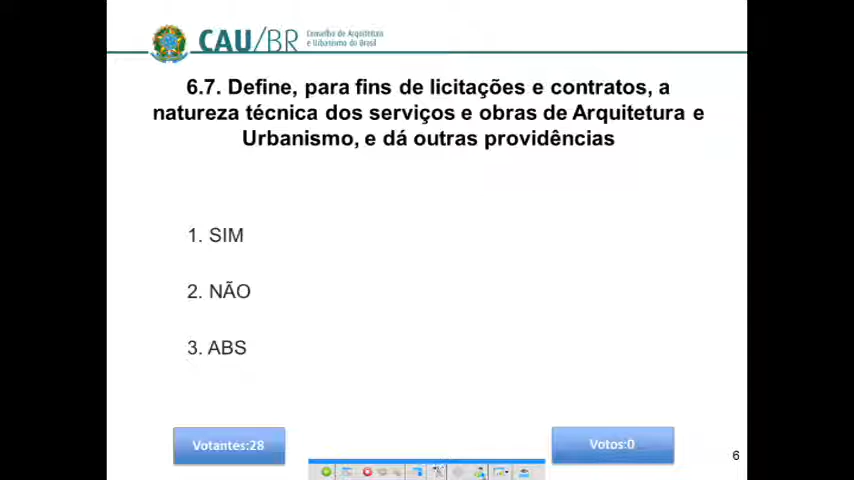 CAU/BR
Conselho de Arquitetura
e Urbanismo do Brasil
6.7. Define, para fins de licitações e contratos, a
natureza técnica dos serviços e obras de Arquitetura e
Urbanismo, e dá outras providências
1. SIM
2. NÃO
3. ABS
Votantes:28
Votos:0
6